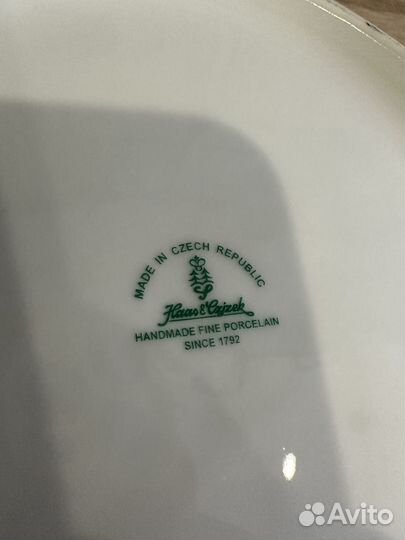 MADE IN CZECH REPUBLIC
Haas & Czjzek
HANDMADE FINE PORCELAIN
SINCE 1792
Avito